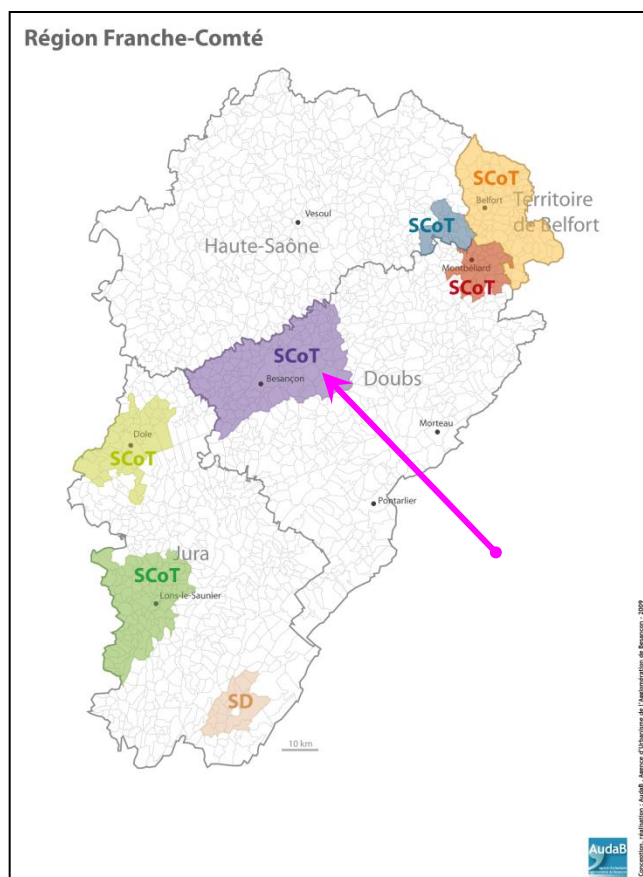 Région Franche-Comté
SCoT
Belfort
Territoire
de Belfort
Vesoul
SCoT
Haute-Saône
Montbéliard
SCoT
SCoT
Besançon
Doubs
Morteau
Dole
SCoT
Pontarlier
Jura
SCoT
Lons-le-Saunier
SD
10 km
Conception, réalisation : AudaB - Agence d'Urbanisme de l'Agglomération de Besançon - 2009
AudaB